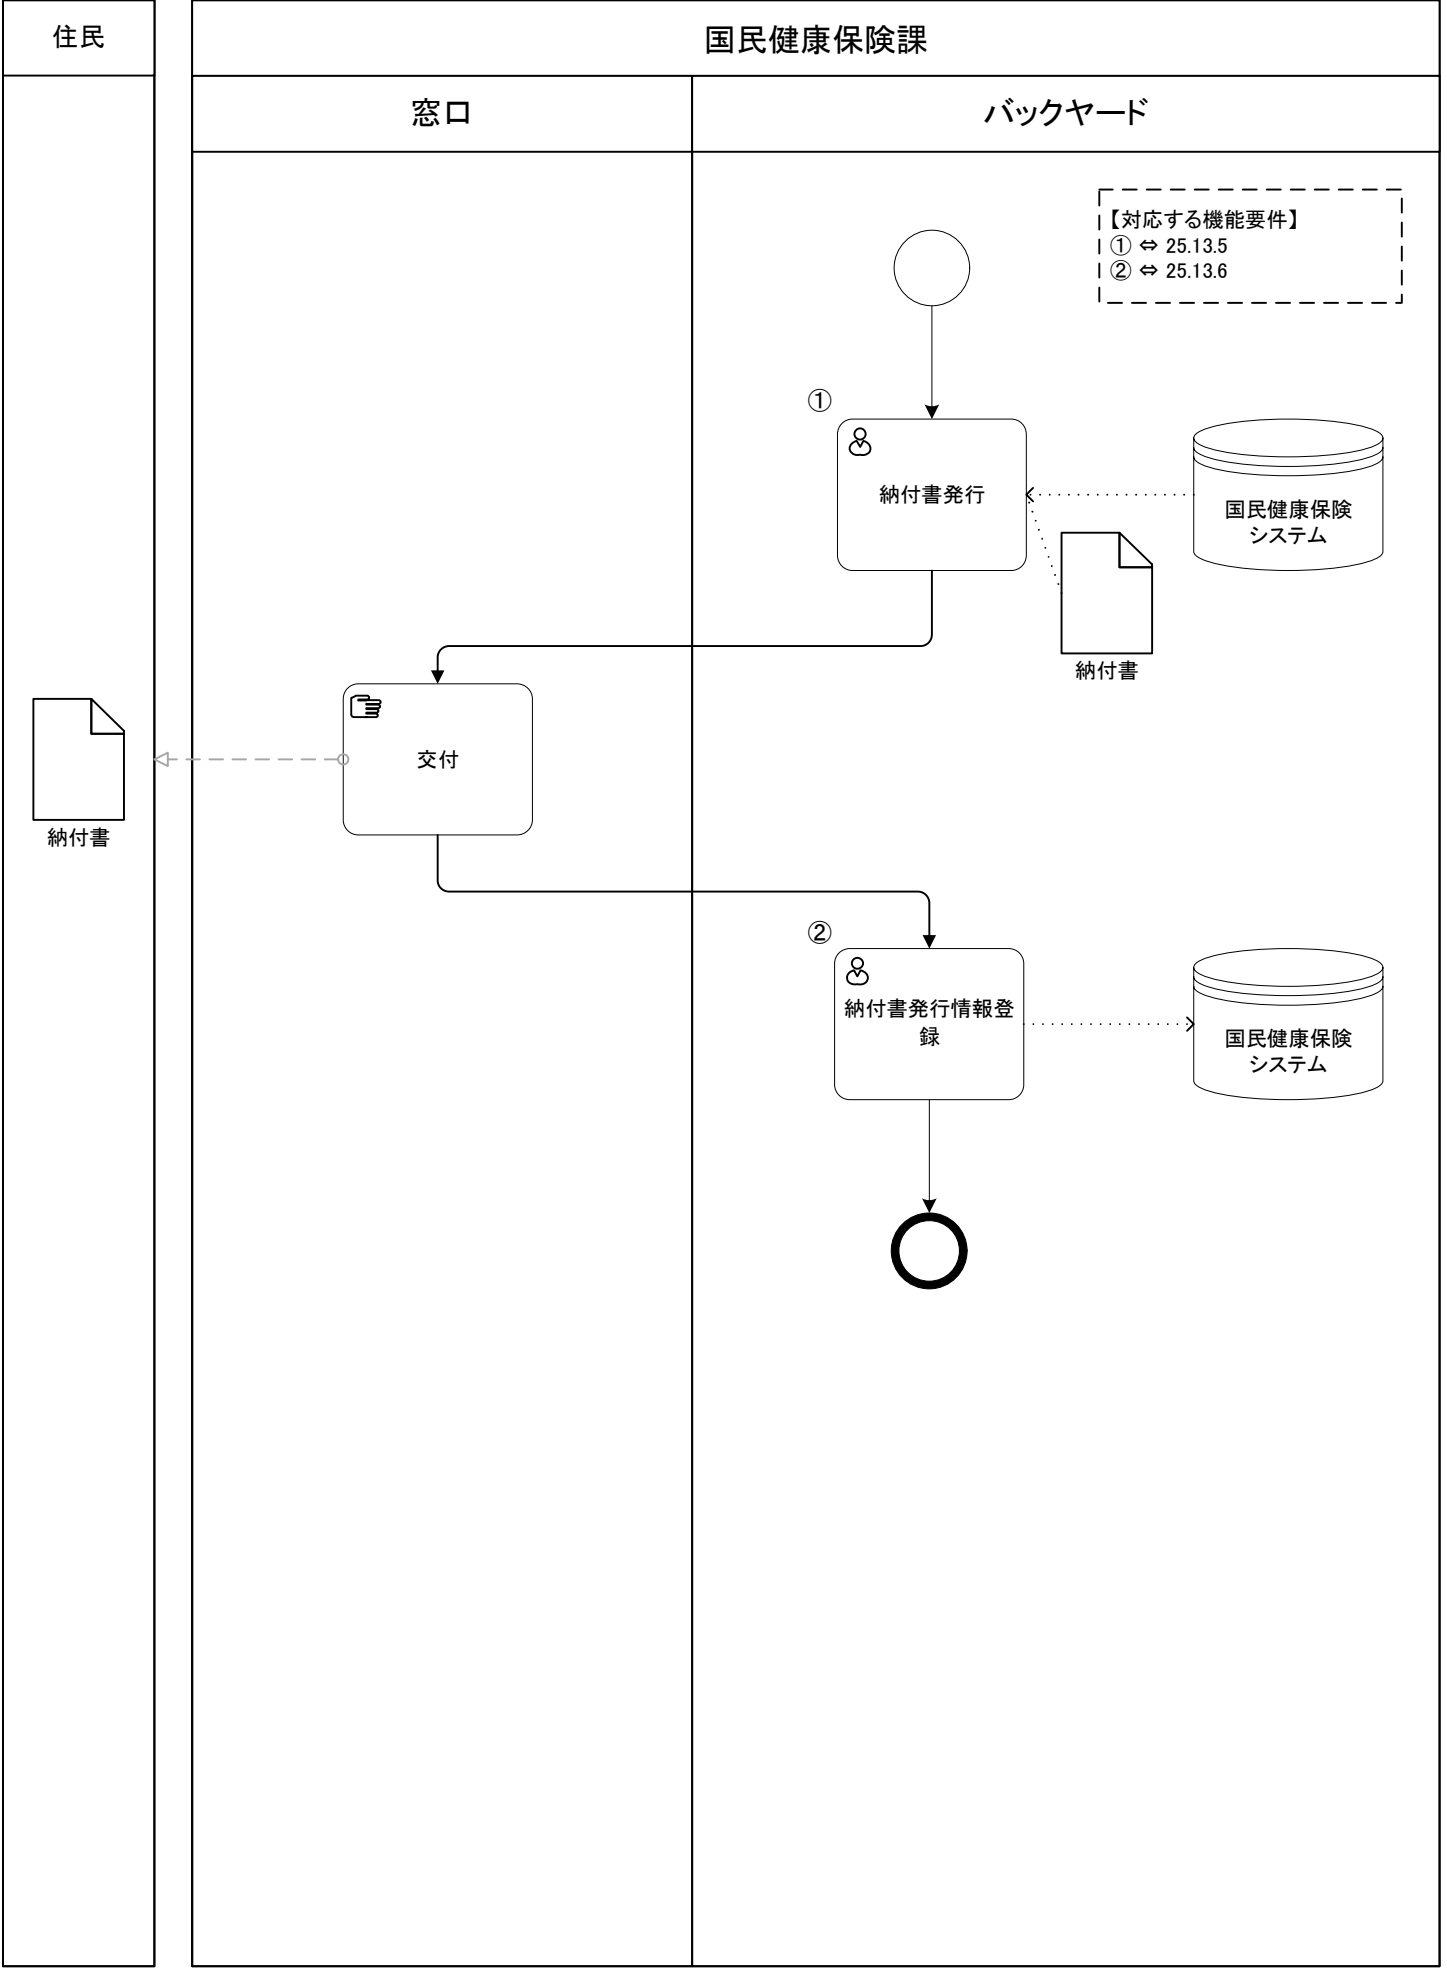 住民
国民健康保険課
窓口
バックヤード
【対応する機能要件】
① ⇔ 25.13.5
② ⇔ 25.13.6
①
納付書発行
国民健康保険
システム
納付書
交付
納付書
②
納付書発行情報登
録
国民健康保険
システム